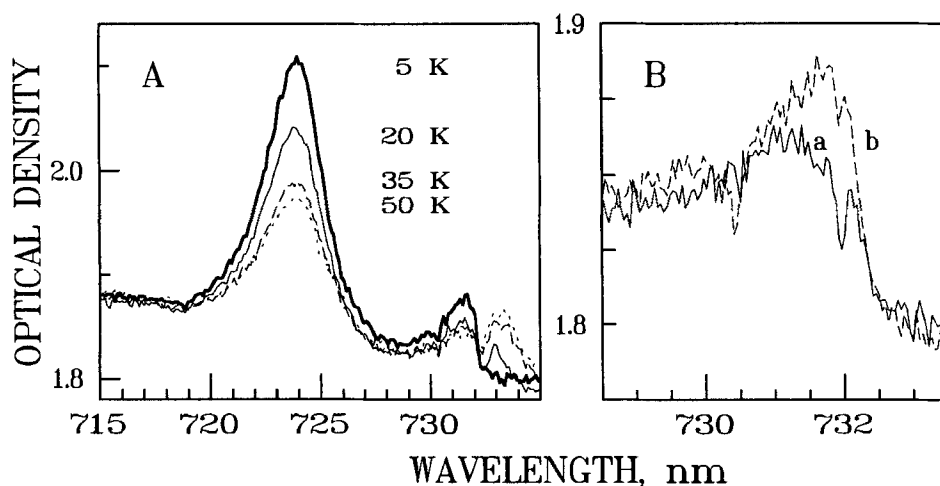 A
B
5 K
20 K
35 K
50 K
a
b
OPTICAL DENSITY
2.0
1.8
1.9
1.8
715
720
725
730
730
732
WAVELENGTH, nm